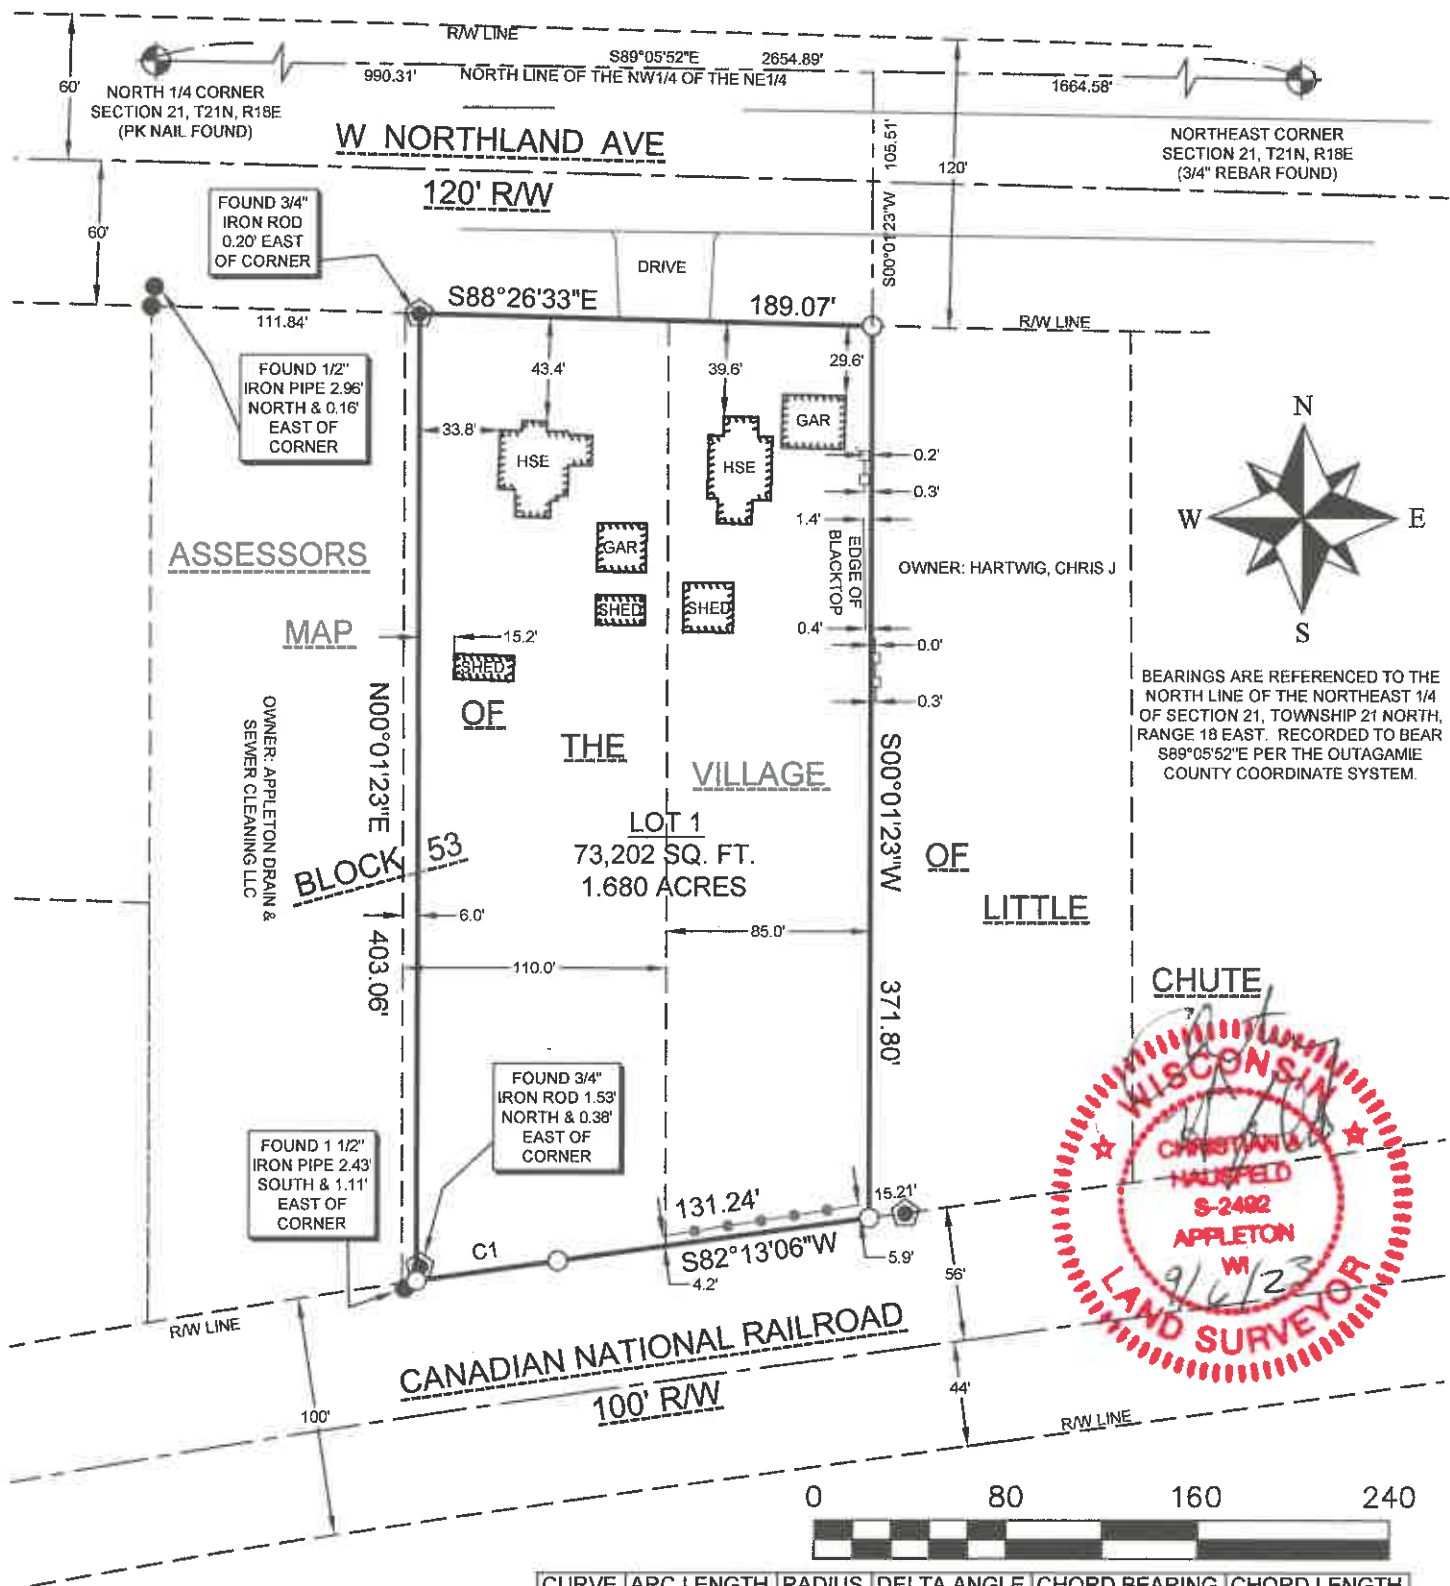 R/W LINE
S89°05'52"E 2654.89'
990.31' NORTH LINE OF THE NW1/4 OF THE NE1/4 1664.58'
60'
NORTH 1/4 CORNER
SECTION 21, T21N, R18E
(PK NAIL FOUND)
NORTHEAST CORNER
SECTION 21, T21N, R18E
(3/4" REBAR FOUND)
W NORTHLAND AVE
120' R/W
105.51'
S00°01'23"W
120'
60'
FOUND 3/4"
IRON ROD
0.20' EAST
OF CORNER
DRIVE
S88°26'33"E 189.07'
R/W LINE
111.84'
FOUND 1/2"
IRON PIPE 2.96'
NORTH & 0.16'
EAST OF
CORNER
43.4'
39.6'
29.6'
33.8'
HSE
HSE
GAR
0.2'
0.3'
1.4'
EDGE OF
BLACKTOP
0.4'
0.0'
0.3'
GAR
SHED
SHED
SHED
15.2'
OWNER: HARTWIG, CHRIS J
N
W E
S
BEARINGS ARE REFERENCED TO THE
NORTH LINE OF THE NORTHEAST 1/4
OF SECTION 21, TOWNSHIP 21 NORTH,
RANGE 18 EAST. RECORDED TO BEAR
S89°05'52"E PER THE OUTAGAMIE
COUNTY COORDINATE SYSTEM.
ASSESSORS
MAP
OF
THE
VILLAGE
OF
LITTLE
CHUTE
OWNER: APPLETON DRAIN &
SEWER CLEANING LLC
N00°01'23"E 403.06'
S00°01'23"W 371.80'
LOT 1
73,202 SQ. FT.
1.680 ACRES
BLOCK 53
6.0'
85.0'
110.0'
FOUND 3/4"
IRON ROD 1.53'
NORTH & 0.38'
EAST OF
CORNER
FOUND 1 1/2"
IRON PIPE 2.43'
SOUTH & 1.11'
EAST OF
CORNER
131.24'
S82°13'06"W
C1
15.21'
5.9'
4.2'
56'
44'
R/W LINE
100'
CANADIAN NATIONAL RAILROAD
100' R/W
R/W LINE
WISCONSIN
CHRISTIAN A
HAUSFELD
S-2492
APPLETON
WI
LAND SURVEYOR
9/6/23
0 80 160 240
CURVE ARC LENGTH RADIUS DELTA ANGLE CHORD BEARING CHORD LENGTH